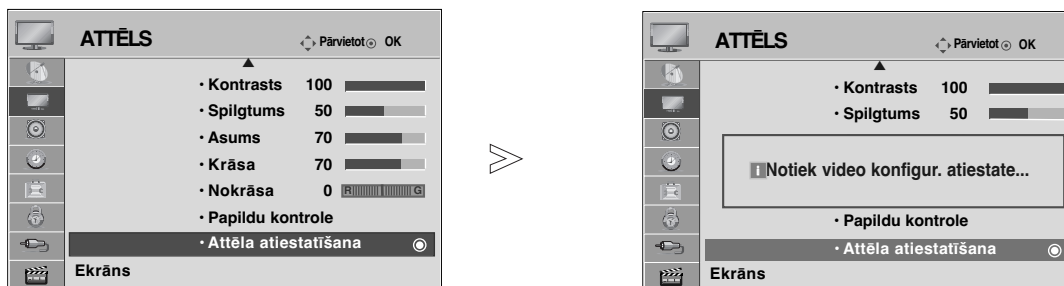 ATTĒLS Pārvietot OK
• Kontrasts 100
• Spilgtums 50
• Asums 70
• Krāsa 70
• Nokrāsa 0 R G
• Papildu kontrole
• Attēla atiestatīšana
Ekrāns
ATTĒLS Pārvietot OK
• Kontrasts 100
• Spilgtums 50
Notiek video konfigur. atiestate...
• Papildu kontrole
• Attēla atiestatīšana
Ekrāns